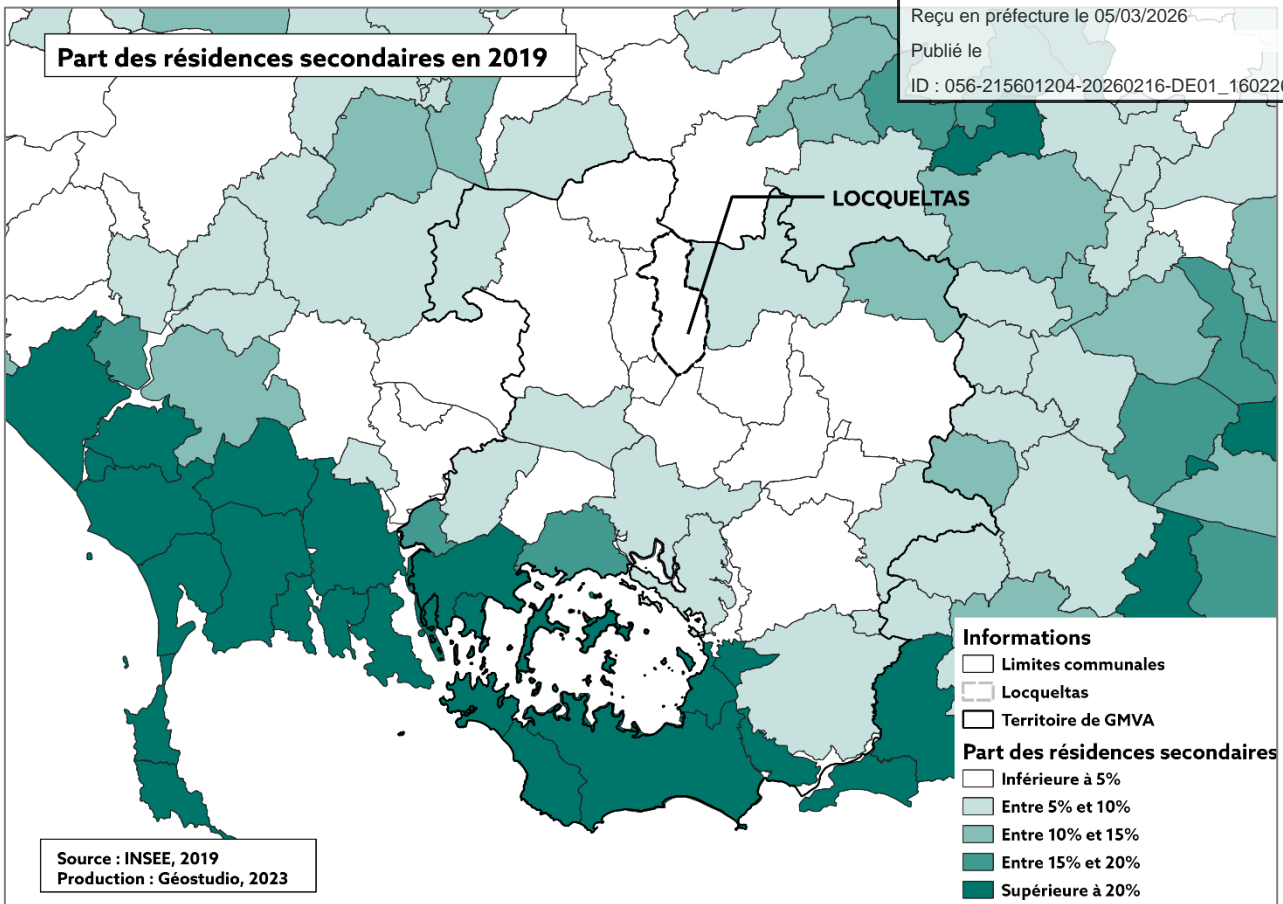 Reçu en préfecture le 05/03/2026
Publié le
ID : 056-215601204-20260216-DE01_16022
Part des résidences secondaires en 2019
LOCQUELTAS
Informations
Limites communales
Locqueltas
Territoire de GMVA
Part des résidences secondaires
Inférieure à 5%
Entre 5% et 10%
Entre 10% et 15%
Entre 15% et 20%
Supérieure à 20%
Source : INSEE, 2019
Production : Géostudio, 2023